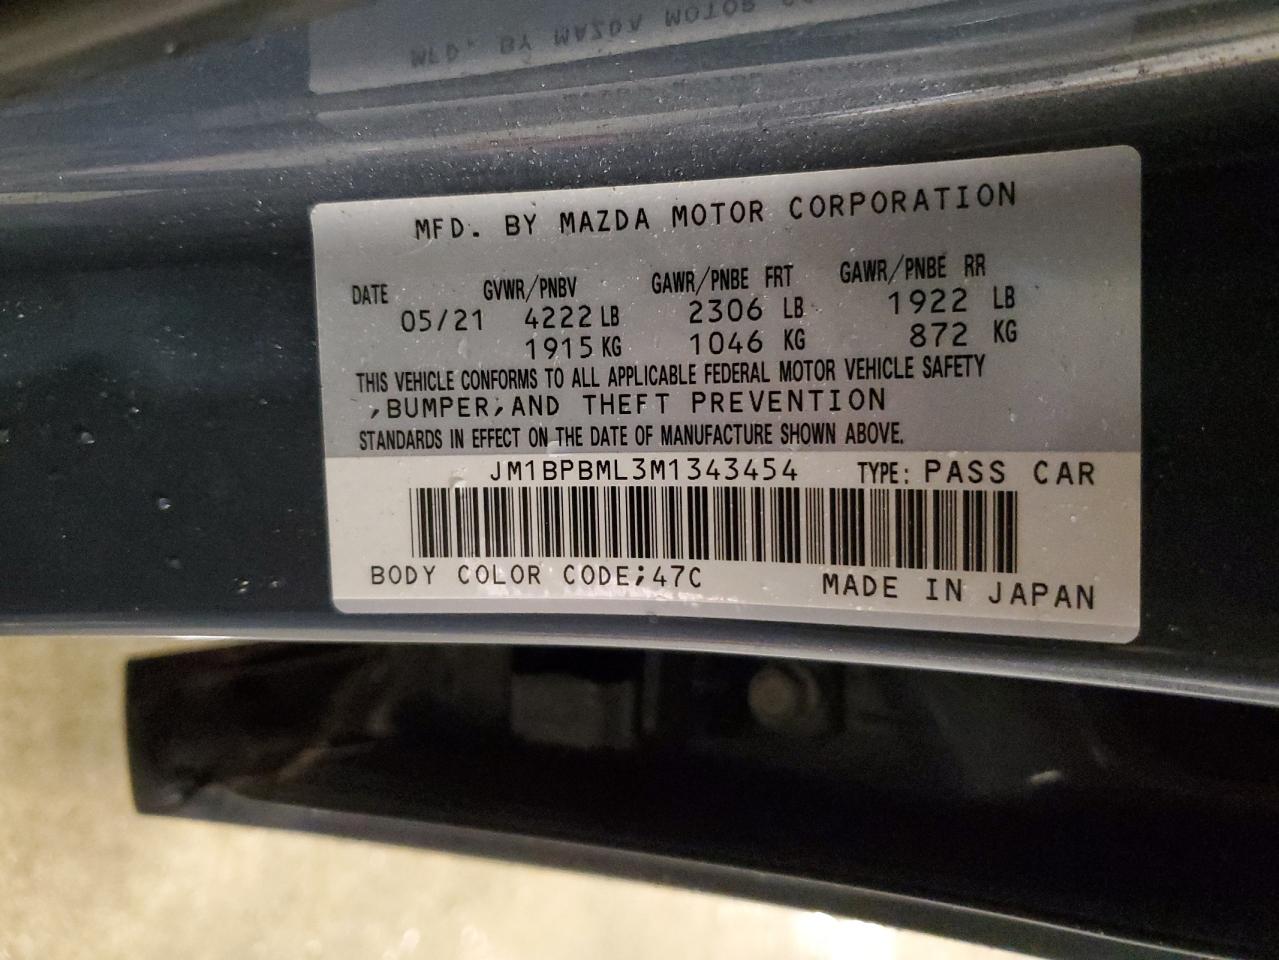 MFD. BY MAZDA MOTOR CORPORATION
DATE GVWR/PNBV GAWR/PNBE FRT GAWR/PNBE RR
05/21 4222 LB 2306 LB 1922 LB
1915 KG 1046 KG 872 KG
THIS VEHICLE CONFORMS TO ALL APPLICABLE FEDERAL MOTOR VEHICLE SAFETY
,BUMPER,AND THEFT PREVENTION
STANDARDS IN EFFECT ON THE DATE OF MANUFACTURE SHOWN ABOVE.
JM1BPBML3M1343454 TYPE: PASS CAR
BODY COLOR CODE;47C MADE IN JAPAN